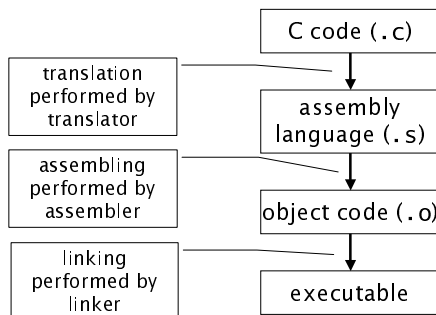 C code (.c)
translation
performed by
translator
assembly
language (.s)
assembling
performed by
assembler
object code (.o)
linking
performed by
linker
executable